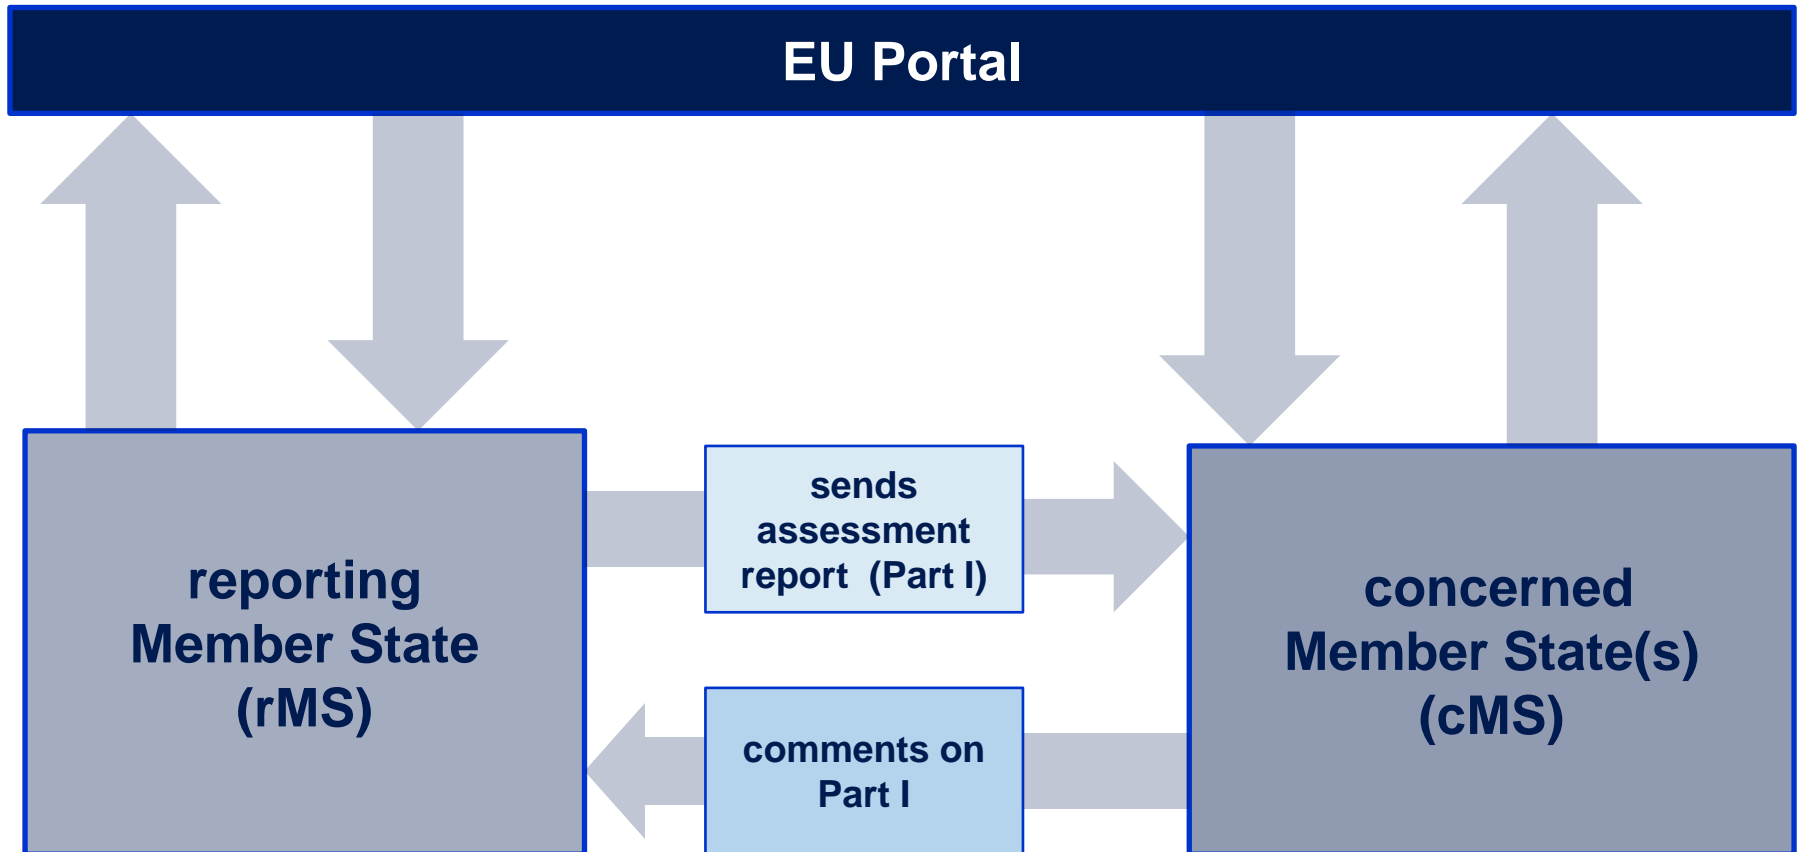 EU Portal
sends
assessment
report (Part I)
reporting
Member State
(rMS)
concerned
Member State(s)
(cMS)
comments on
Part I